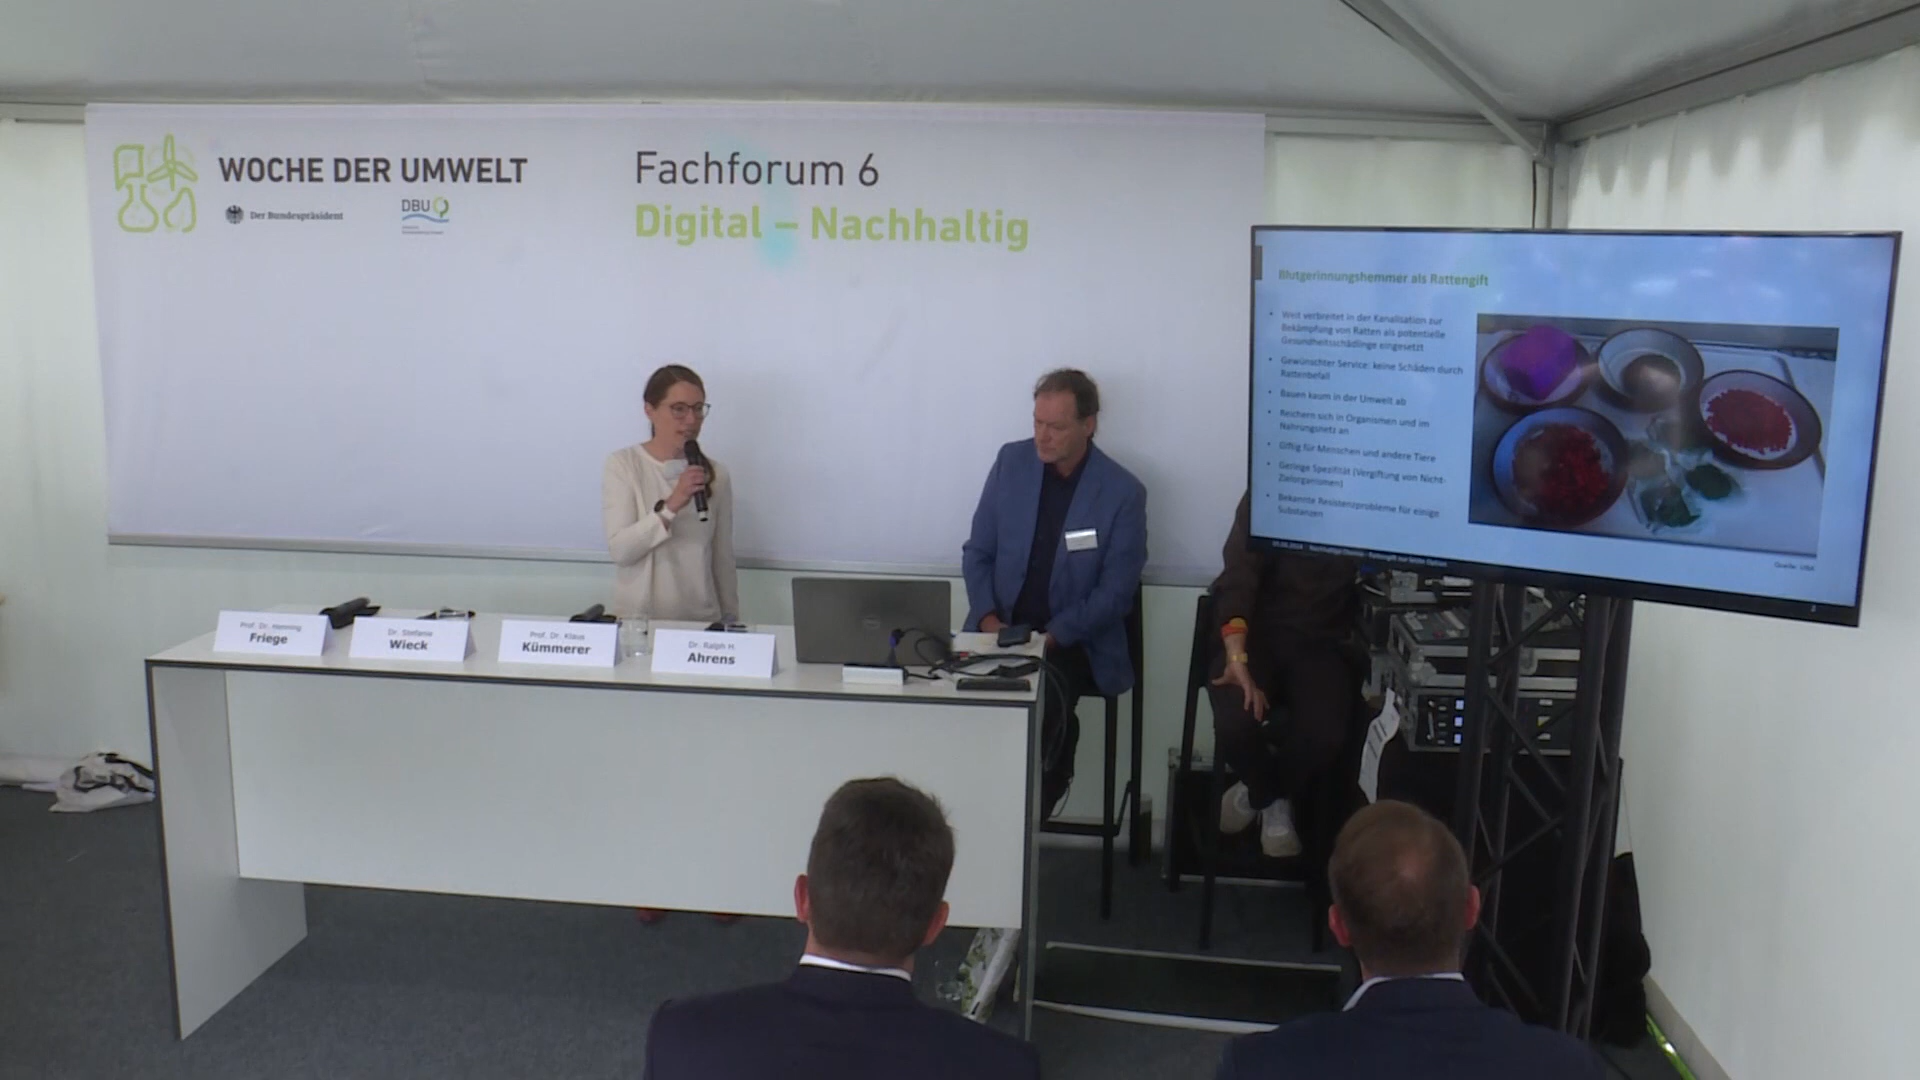 WOCHE DER UMWELT
Der Bundespräsident
DBU
Fachforum 6
Digital – Nachhaltig
Blutgerinnungshemmer als Rattengift
• Weit verbreitet in der Kanalisation zur
Bekämpfung von Ratten als potentielle
Gesundheitsschädlinge eingesetzt
• Gewünschter Service: keine Schäden durch
Rattenbefall
• Bauen kaum in der Umwelt ab
• Reichern sich in Organismen und im
Nahrungsnetz an
• Giftig für Menschen und andere Tiere
• Geringe Spezifität (Vergiftung von Nicht-
Zielorganismen)
• Bekannte Resistenzprobleme für einige
Substanzen
Quelle: UBA
Prof. Dr. Henning
Friege
Dr. Stefanie
Wieck
Prof. Dr. Klaus
Kümmerer
Dr. Ralph H.
Ahrens